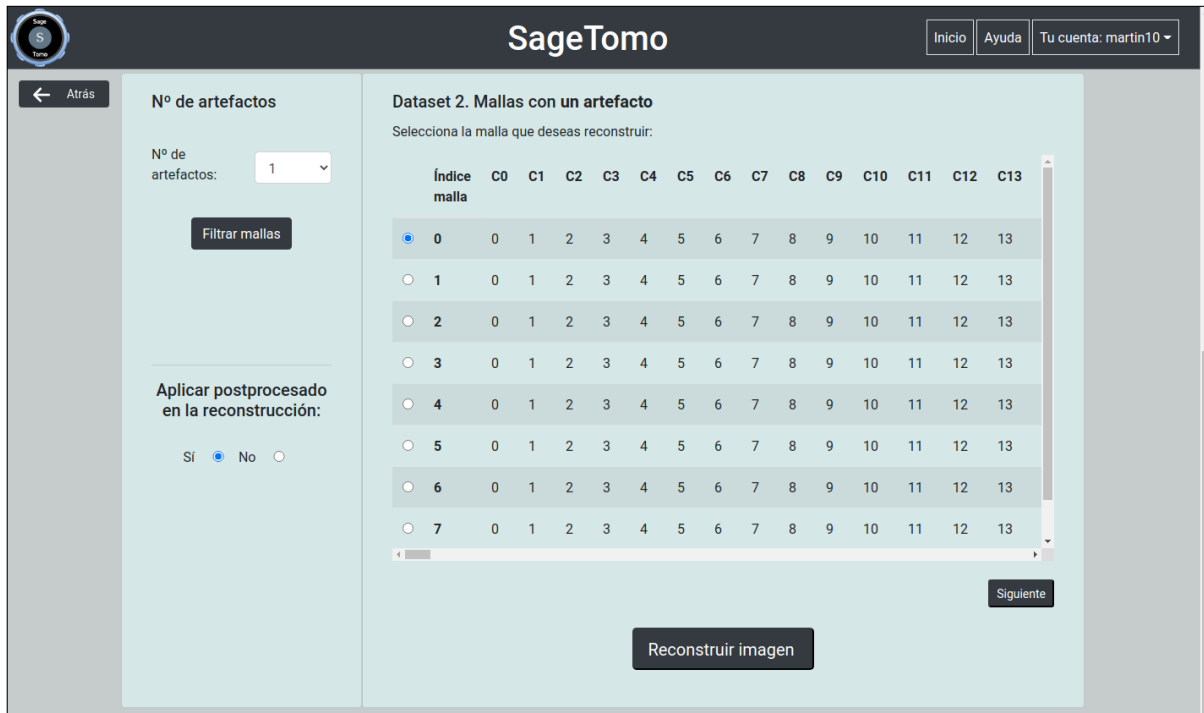 Sage
S
Tomo
SageTomo
Inicio Ayuda Tu cuenta: martin10
Atrás
Nº de artefactos
Nº de
artefactos:
1
Filtrar mallas
Aplicar postprocesado
en la reconstrucción:
Sí No
Dataset 2. Mallas con un artefacto
Selecciona la malla que deseas reconstruir:
Índice malla C0 C1 C2 C3 C4 C5 C6 C7 C8 C9 C10 C11 C12 C13
0 0 1 2 3 4 5 6 7 8 9 10 11 12 13
1 0 1 2 3 4 5 6 7 8 9 10 11 12 13
2 0 1 2 3 4 5 6 7 8 9 10 11 12 13
3 0 1 2 3 4 5 6 7 8 9 10 11 12 13
4 0 1 2 3 4 5 6 7 8 9 10 11 12 13
5 0 1 2 3 4 5 6 7 8 9 10 11 12 13
6 0 1 2 3 4 5 6 7 8 9 10 11 12 13
7 0 1 2 3 4 5 6 7 8 9 10 11 12 13
Siguiente
Reconstruir imagen